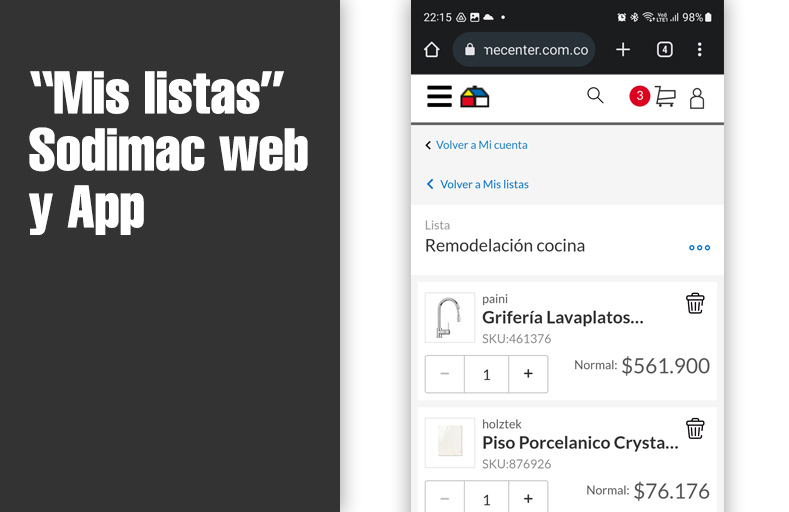 “Mis listas”
Sodimac web
y App
22:15 98%
mecenter.com.co
4
3
Volver a Mi cuenta
Volver a Mis listas
Lista
Remodelación cocina
paini
Grifería Lavaplatos...
SKU:461376
1
Normal: $561.900
holztek
Piso Porcelanico Crysta...
SKU:876926
1
Normal: $76.176